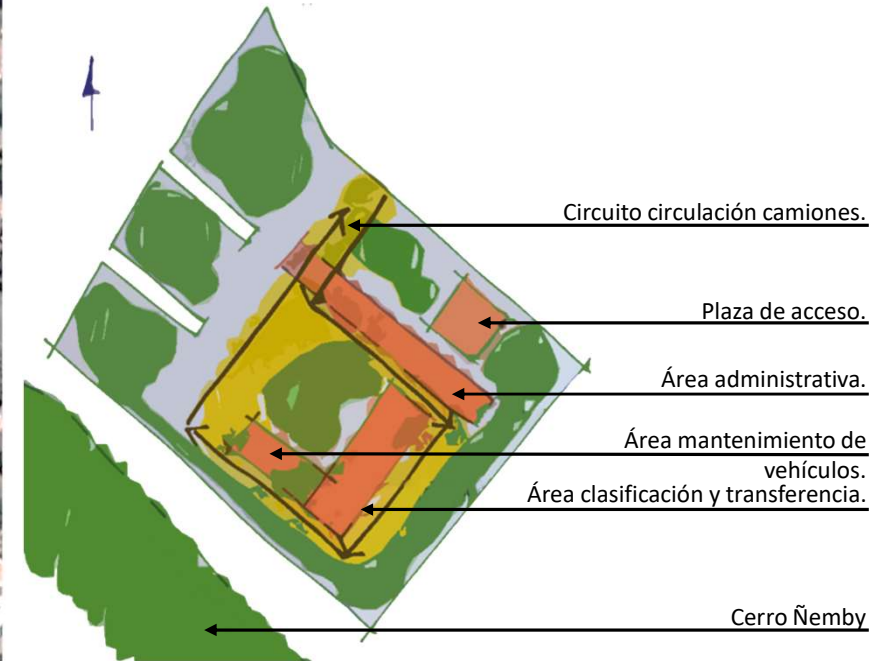 Circuito circulación camiones.
Plaza de acceso.
Área administrativa.
Área mantenimiento de
vehículos.
Área clasificación y transferencia.
Cerro Ñemby